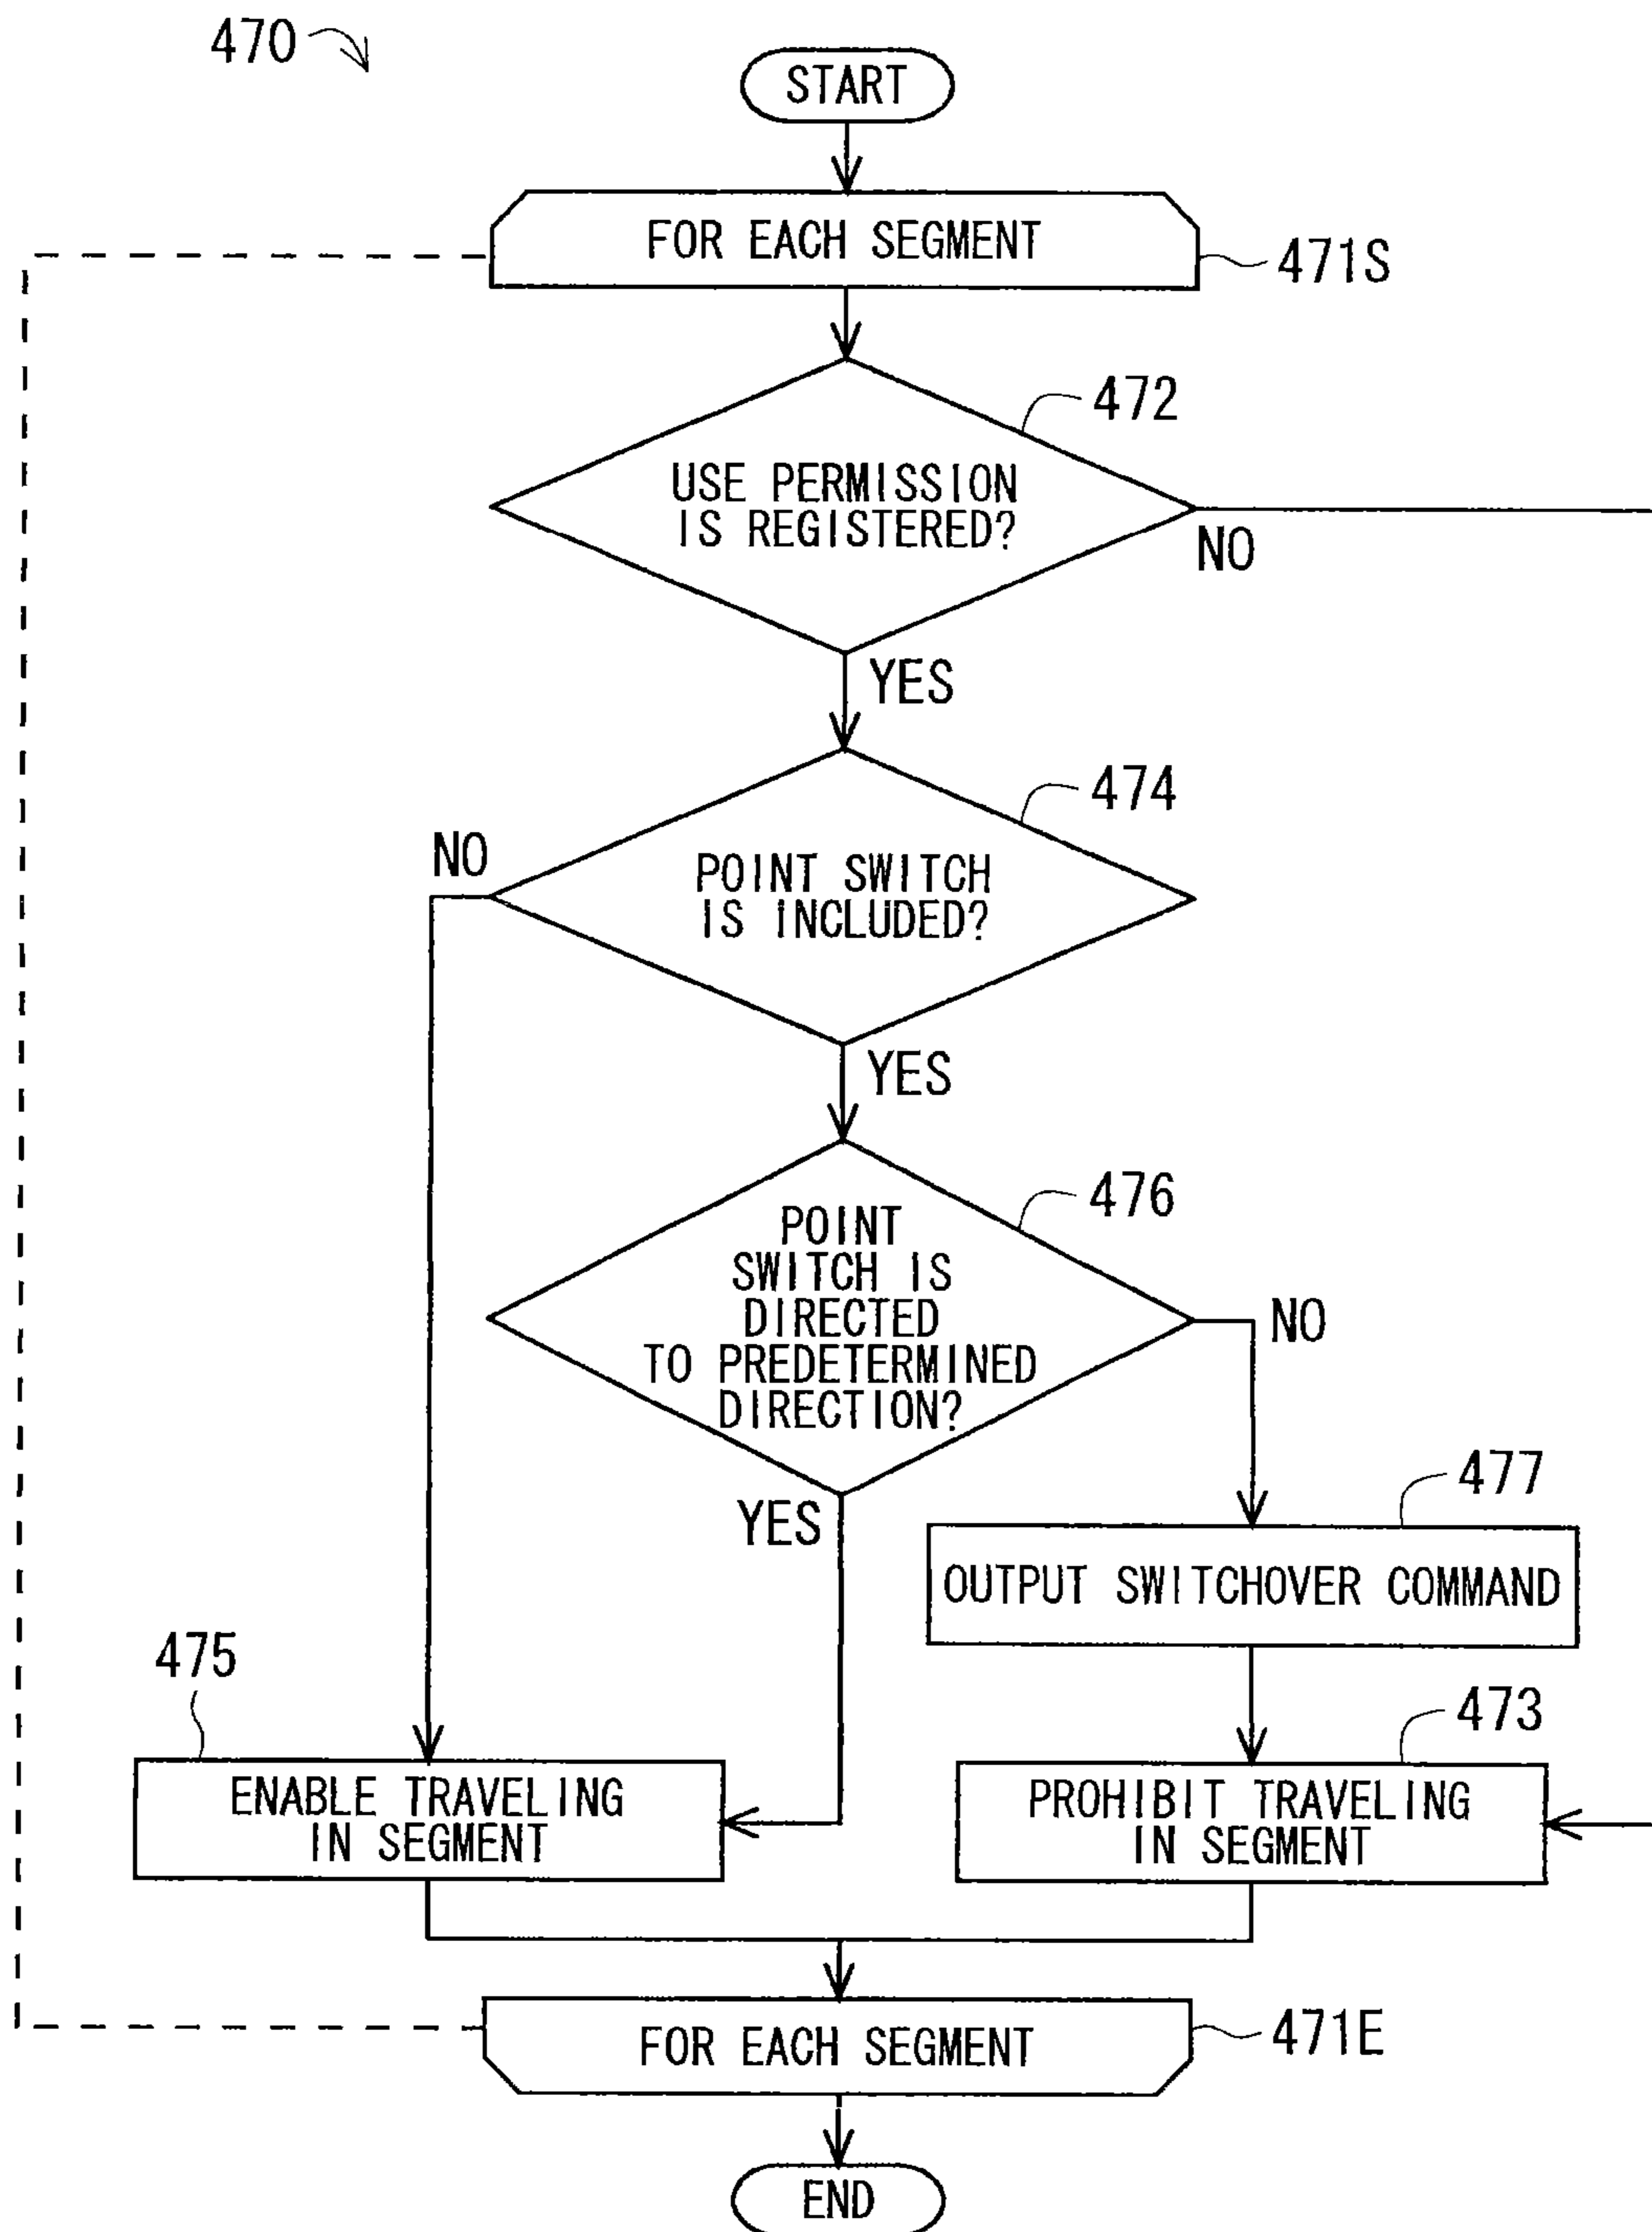 470
START
FOR EACH SEGMENT
471S
472
USE PERMISSION
IS REGISTERED?
NO
YES
474
NO
POINT SWITCH
IS INCLUDED?
YES
476
POINT
SWITCH IS
DIRECTED
TO PREDETERMINED
DIRECTION?
NO
YES
477
OUTPUT SWITCHOVER COMMAND
475
473
ENABLE TRAVELING
IN SEGMENT
PROHIBIT TRAVELING
IN SEGMENT
FOR EACH SEGMENT
471E
END